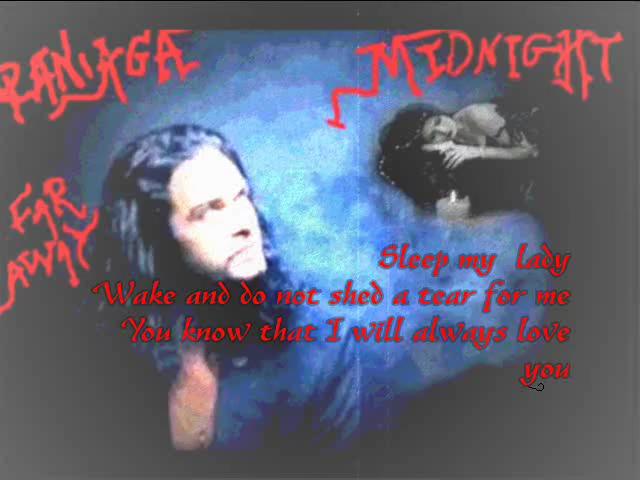 RANIAGA
MIDNIGHT
FAR
AWAY
Sleep my lady
Wake and do not shed a tear for me
You know that I will always love
you